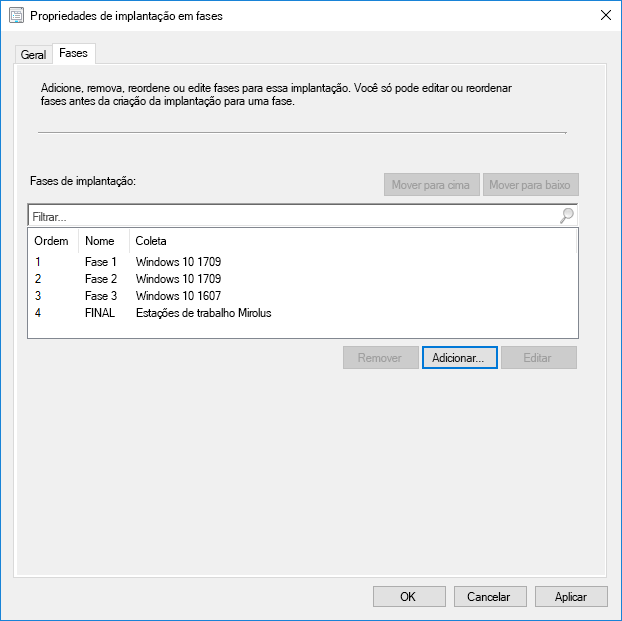 Propriedades de implantação em fases
Geral Fases
Adicione, remova, reordene ou edite fases para essa implantação. Você só pode editar ou reordenar
fases antes da criação da implantação para uma fase.
Fases de implantação: Mover para cima Mover para baixo
Filtrar...
Ordem Nome Coleta
1 Fase 1 Windows 10 1709
2 Fase 2 Windows 10 1709
3 Fase 3 Windows 10 1607
4 FINAL Estações de trabalho Mirolus
Remover Adicionar... Editar
OK Cancelar Aplicar